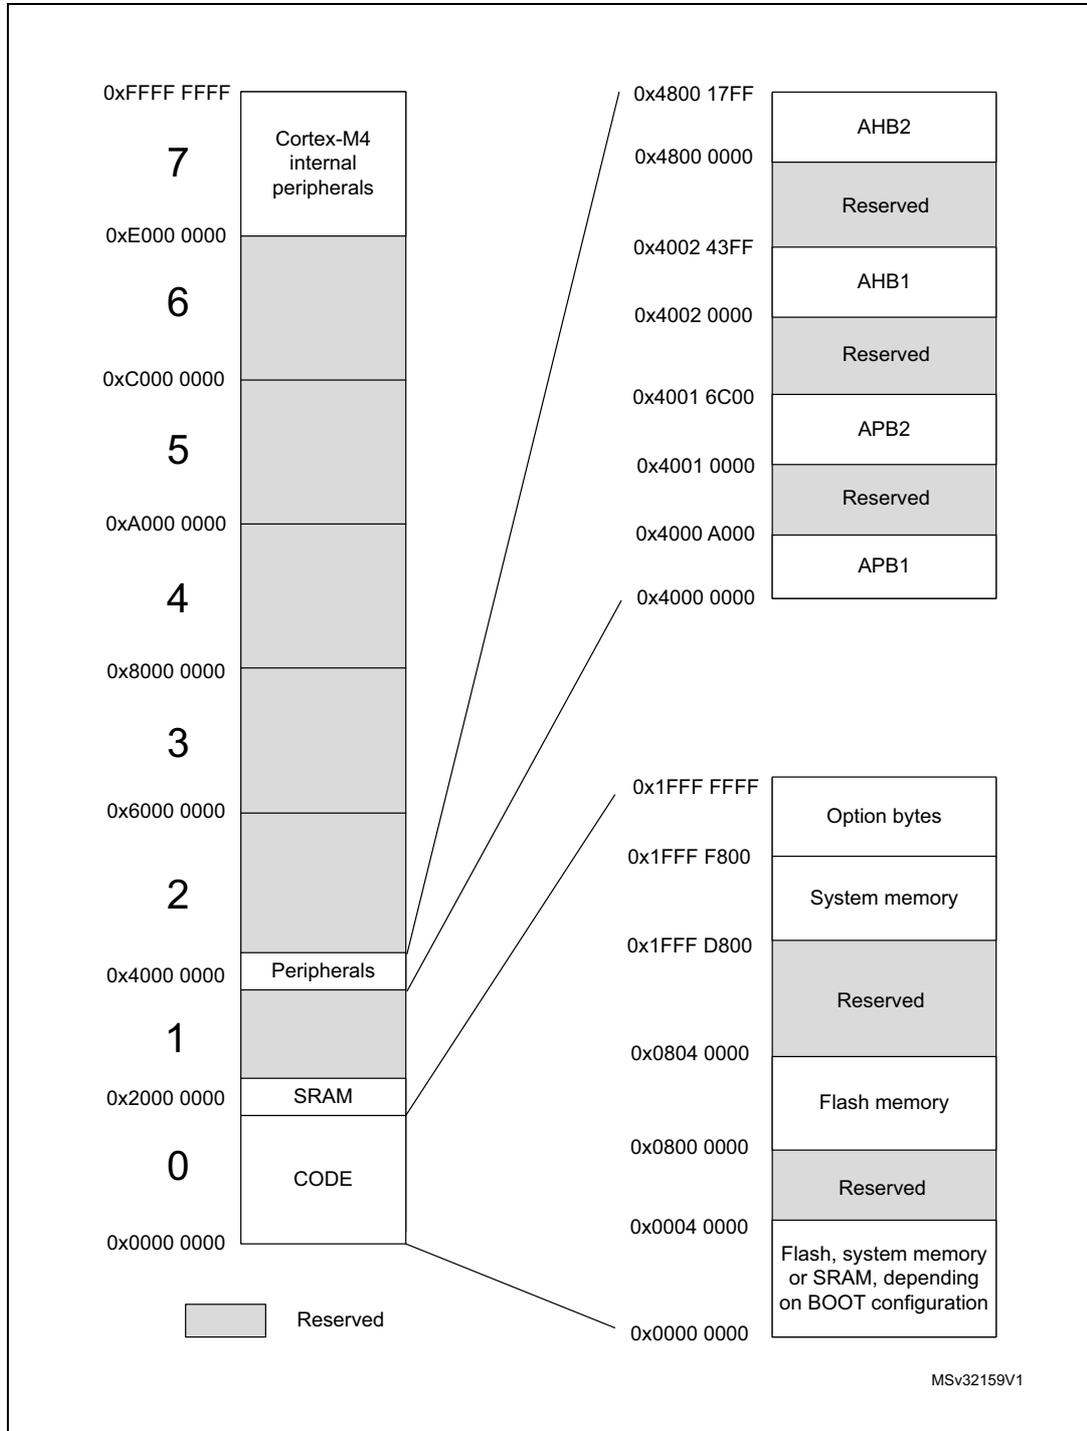 0xFFFF FFFF
7
Cortex-M4
internal
peripherals
0xE000 0000
6
0xC000 0000
5
0xA000 0000
4
0x8000 0000
3
0x6000 0000
2
0x4000 0000
Peripherals
1
0x2000 0000
SRAM
0
CODE
0x0000 0000
Reserved
0x4800 17FF
AHB2
0x4800 0000
Reserved
0x4002 43FF
AHB1
0x4002 0000
Reserved
0x4001 6C00
APB2
0x4001 0000
Reserved
0x4000 A000
APB1
0x4000 0000
0x1FFF FFFF
Option bytes
0x1FFF F800
System memory
0x1FFF D800
Reserved
0x0804 0000
Flash memory
0x0800 0000
Reserved
0x0004 0000
Flash, system memory
or SRAM, depending
on BOOT configuration
0x0000 0000
MSv32159V1